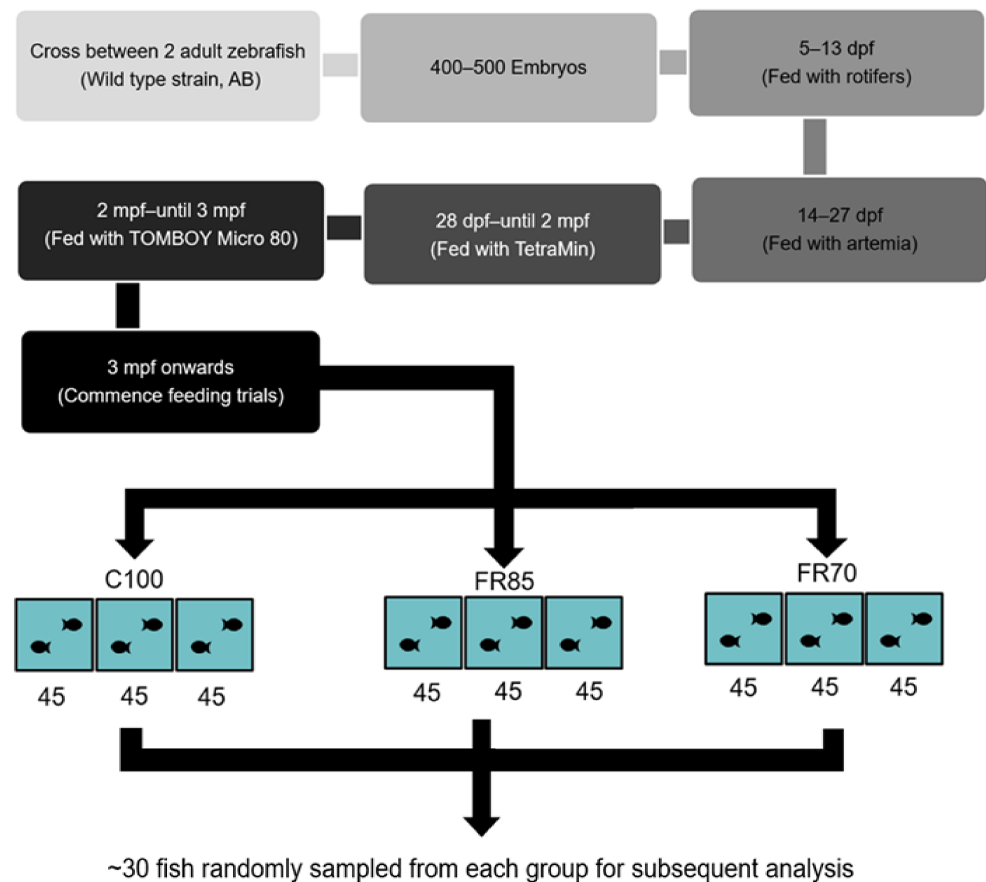 Cross between 2 adult zebrafish
(Wild type strain, AB)
400–500 Embryos
5–13 dpf
(Fed with rotifers)
14–27 dpf
(Fed with artemia)
28 dpf–until 2 mpf
(Fed with TetraMin)
2 mpf–until 3 mpf
(Fed with TOMBOY Micro 80)
3 mpf onwards
(Commence feeding trials)
C100
45 45 45
FR85
45 45 45
FR70
45 45 45
~30 fish randomly sampled from each group for subsequent analysis